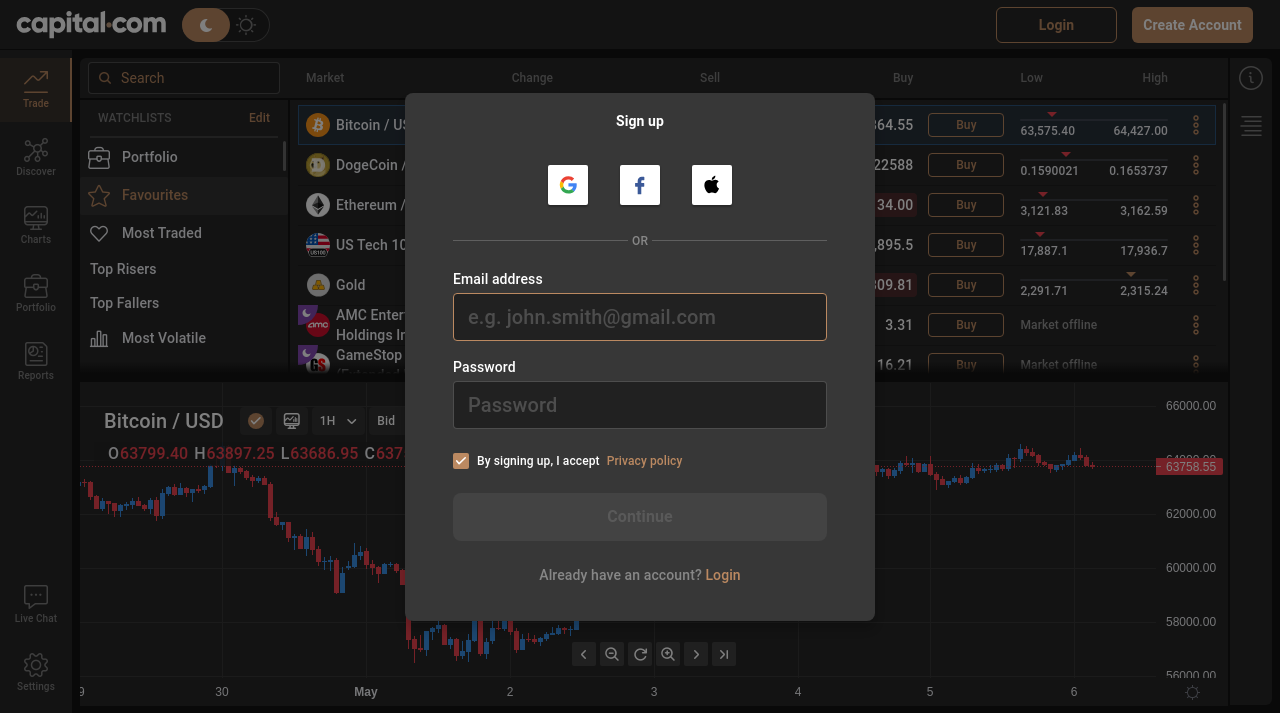 capital.com
Login
Create Account
Trade
Discover
Charts
Portfolio
Reports
Live Chat
Settings
Search
WATCHLISTS
Edit
Portfolio
Favourites
Most Traded
Top Risers
Top Fallers
Most Volatile
Market
Change
Sell
Buy
Low
High
Bitcoin /
64.55
Buy
63,575.40
64,427.00
DogeCoin /
22588
Buy
0.1590021
0.1653737
Ethereum /
34.00
Buy
3,121.83
3,162.59
US Tech 10
,895.5
Buy
17,887.1
17,936.7
Gold
309.81
Buy
2,291.71
2,315.24
AMC Enter
Holdings In
3.31
Buy
Market offline
GameStop
16.21
Buy
Market offline
Sign up
OR
Email address
e.g. john.smith@gmail.com
Password
Password
By signing up, I accept Privacy policy
Continue
Already have an account? Login
Bitcoin / USD
1H
Bid
O63799.40 H63897.25 L63686.95 C637
66000.00
63758.55
62000.00
60000.00
58000.00
56000.00
9
30
May
2
3
4
5
6